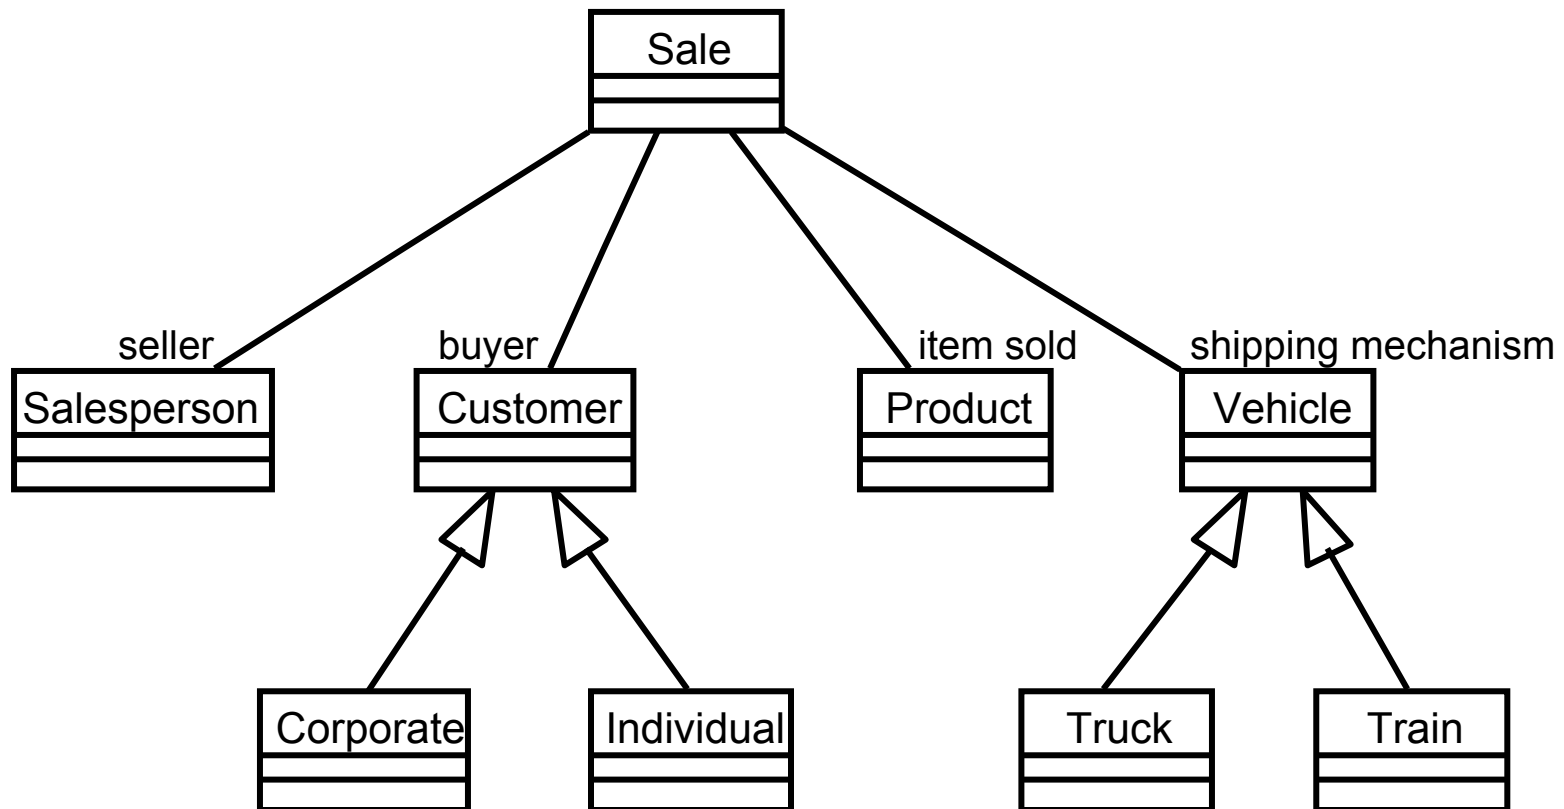 Sale
seller
buyer
item sold
shipping mechanism
Salesperson
Customer
Product
Vehicle
Corporate
Individual
Truck
Train